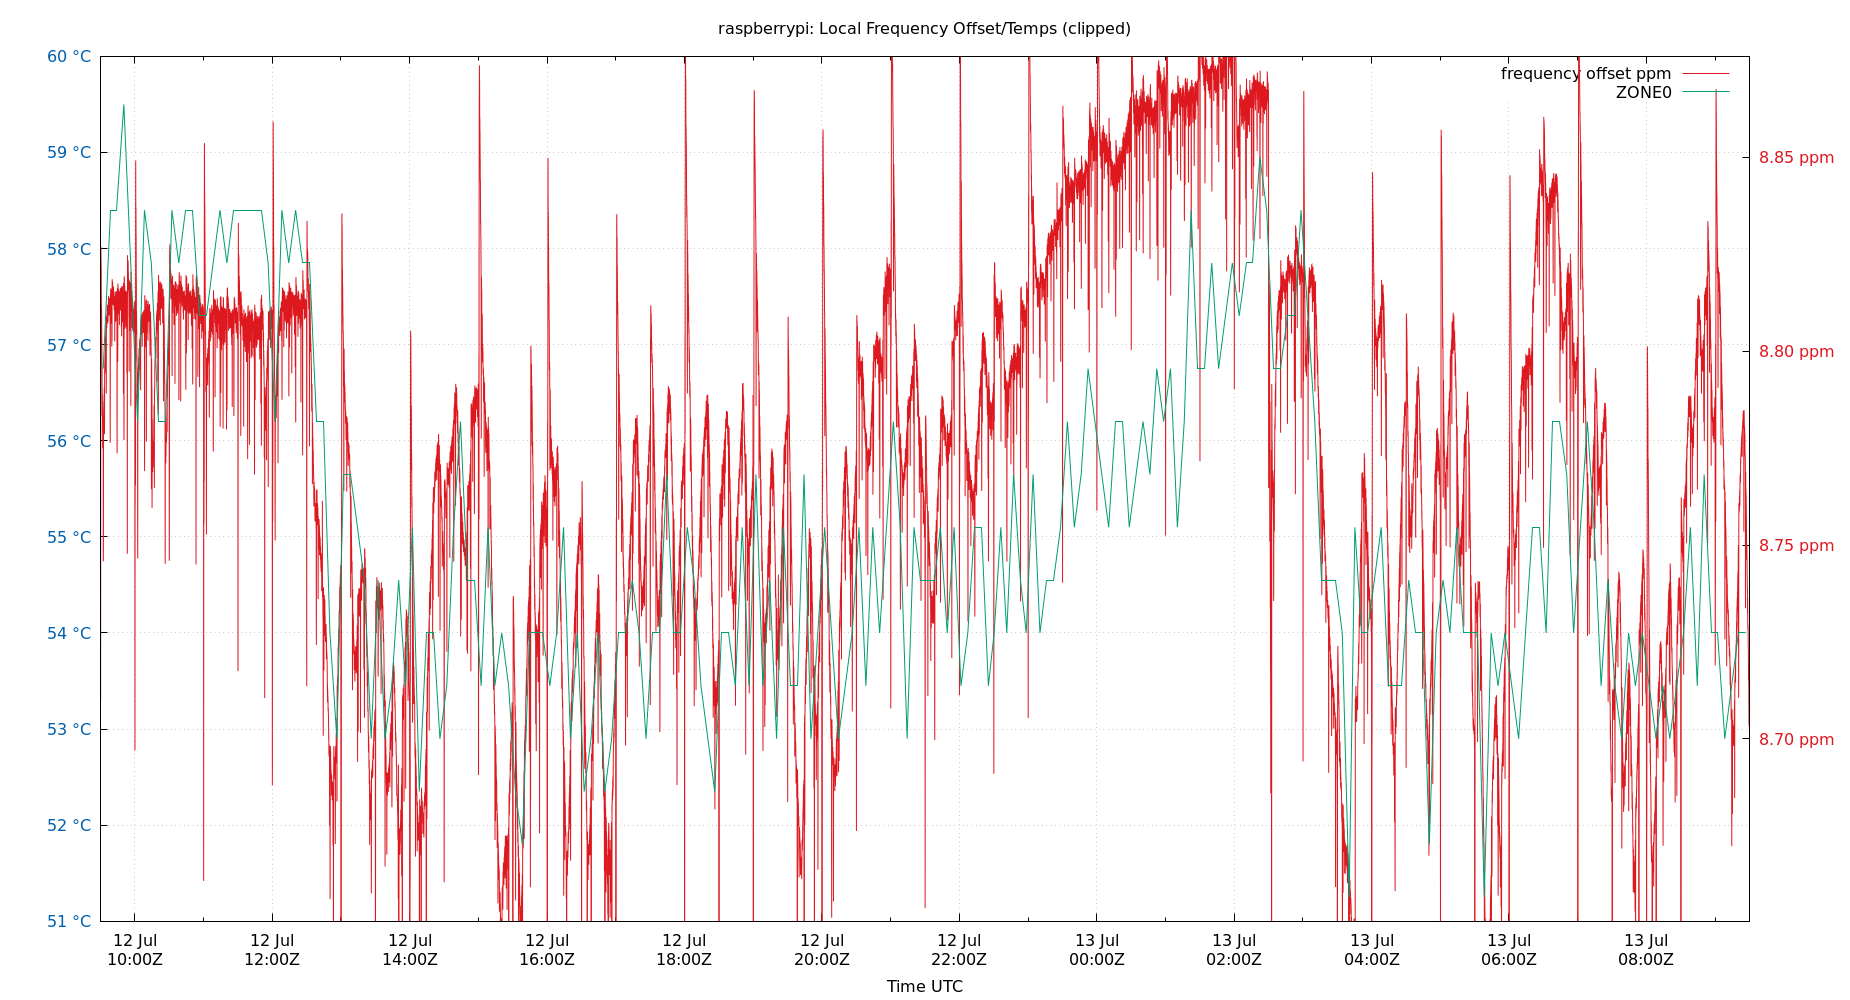 raspberrypi: Local Frequency Offset/Temps (clipped)
60 °C
59 °C
58 °C
57 °C
56 °C
55 °C
54 °C
53 °C
52 °C
51 °C
frequency offset ppm
ZONE0
8.85 ppm
8.80 ppm
8.75 ppm
8.70 ppm
12 Jul 12 Jul 12 Jul 12 Jul 12 Jul 12 Jul 12 Jul 13 Jul 13 Jul 13 Jul 13 Jul 13 Jul
10:00Z 12:00Z 14:00Z 16:00Z 18:00Z 20:00Z 22:00Z 00:00Z 02:00Z 04:00Z 06:00Z 08:00Z
Time UTC